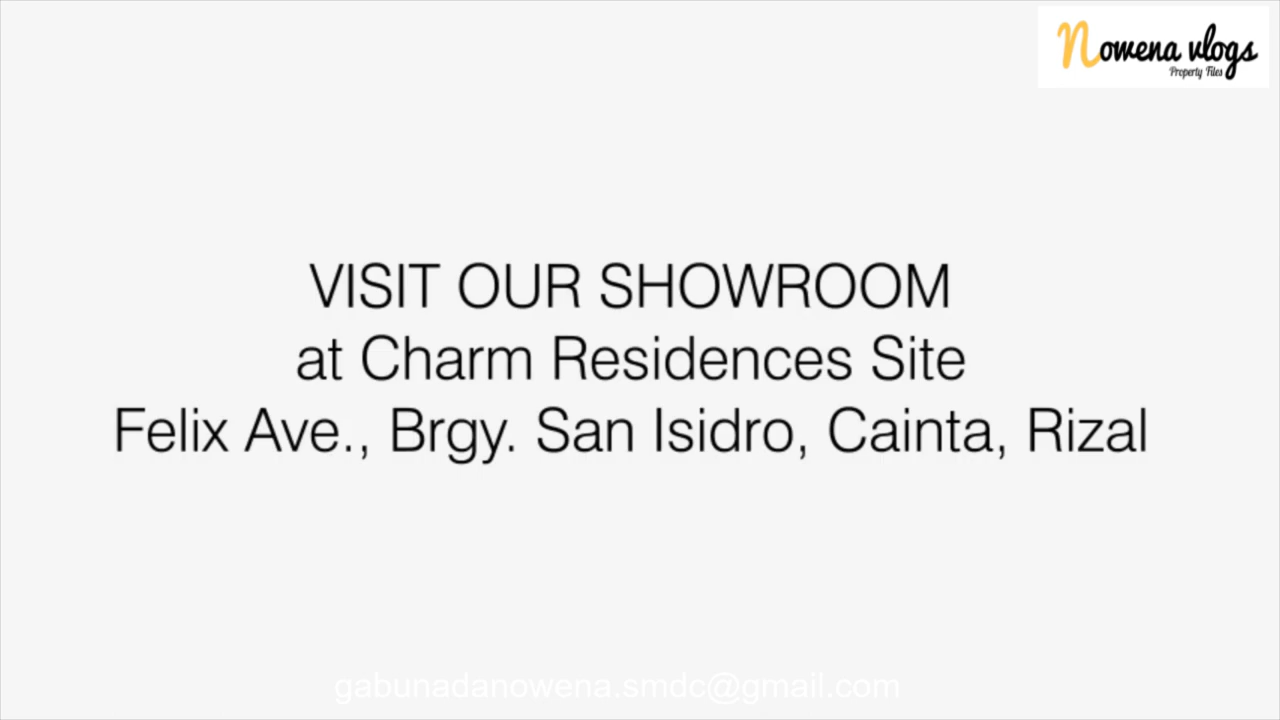 Nowena vlogs
Property Files
VISIT OUR SHOWROOM
at Charm Residences Site
Felix Ave., Brgy. San Isidro, Cainta, Rizal
gabunadanowena.smdc@gmail.com